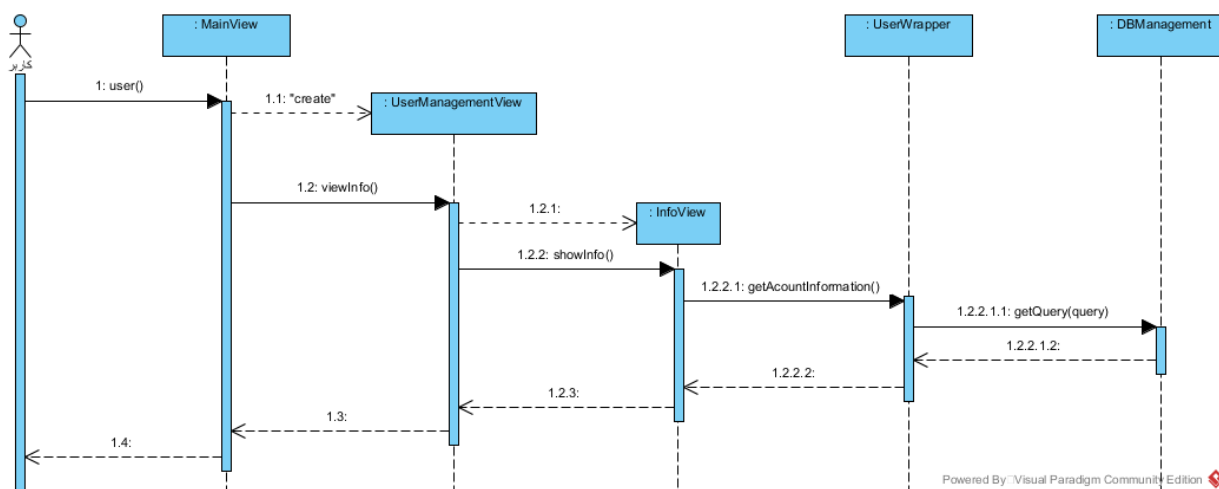 : MainView
: UserWrapper
: DBManagement
کاربر
1: user()
1.1: "create"
: UserManagementView
1.2: viewInfo()
1.2.1:
: InfoView
1.2.2: showInfo()
1.2.2.1: getAcountInformation()
1.2.2.1.1: getQuery(query)
1.2.2.1.2:
1.2.2.2:
1.2.3:
1.3:
1.4:
Powered By Visual Paradigm Community Edition